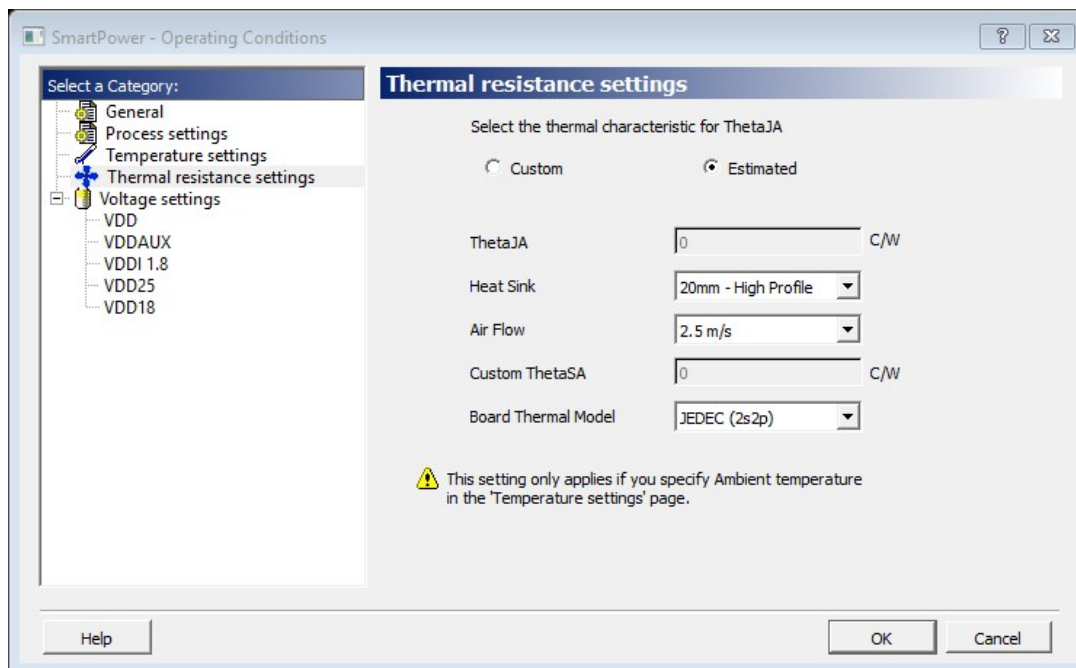 SmartPower - Operating Conditions
Select a Category:
General
Process settings
Temperature settings
Thermal resistance settings
Voltage settings
VDD
VDDAUX
VDDI 1.8
VDD25
VDD18
Thermal resistance settings
Select the thermal characteristic for ThetaJA
Custom Estimated
ThetaJA 0 C/W
Heat Sink 20mm - High Profile
Air Flow 2.5 m/s
Custom ThetaSA 0 C/W
Board Thermal Model JEDEC (2s2p)
This setting only applies if you specify Ambient temperature
in the 'Temperature settings' page.
Help OK Cancel